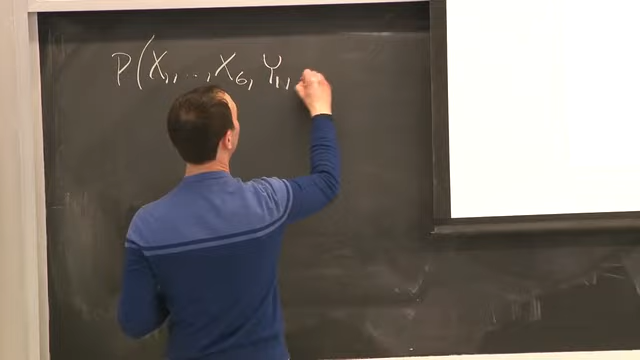 P(X₁, ..., X₆, Y₁,